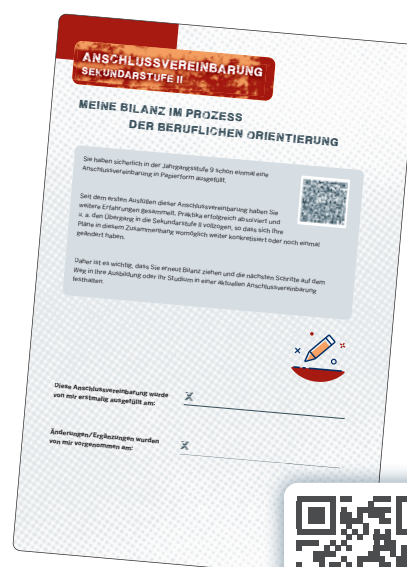 ANSCHLUSSVEREINBARUNG
SEKUNDARSTUFE II
MEINE BILANZ IM PROZESS
DER BERUFLICHEN ORIENTIERUNG
Sie haben sicherlich in der Jahrgangsstufe 9 schon einmal eine
Anschlussvereinbarung in Papierform ausgefüllt.
Seit dem ersten Ausfüllen dieser Anschlussvereinbarung haben Sie
weitere Erfahrungen gesammelt, Praktika erfolgreich absolviert und
u. a. den Übergang in die Sekundarstufe II vollzogen, so dass sich Ihre
Pläne in diesem Zusammenhang womöglich weiter konkretisiert oder noch einmal
geändert haben.
Daher ist es wichtig, dass Sie erneut Bilanz ziehen und die nächsten Schritte auf dem
Weg in Ihre Ausbildung oder Ihr Studium in einer aktuellen Anschlussvereinbarung
festhalten.
Diese Anschlussvereinbarung wurde
von mir erstmalig ausgefüllt am:
X
Änderungen/Ergänzungen wurden
von mir vorgenommen am:
X